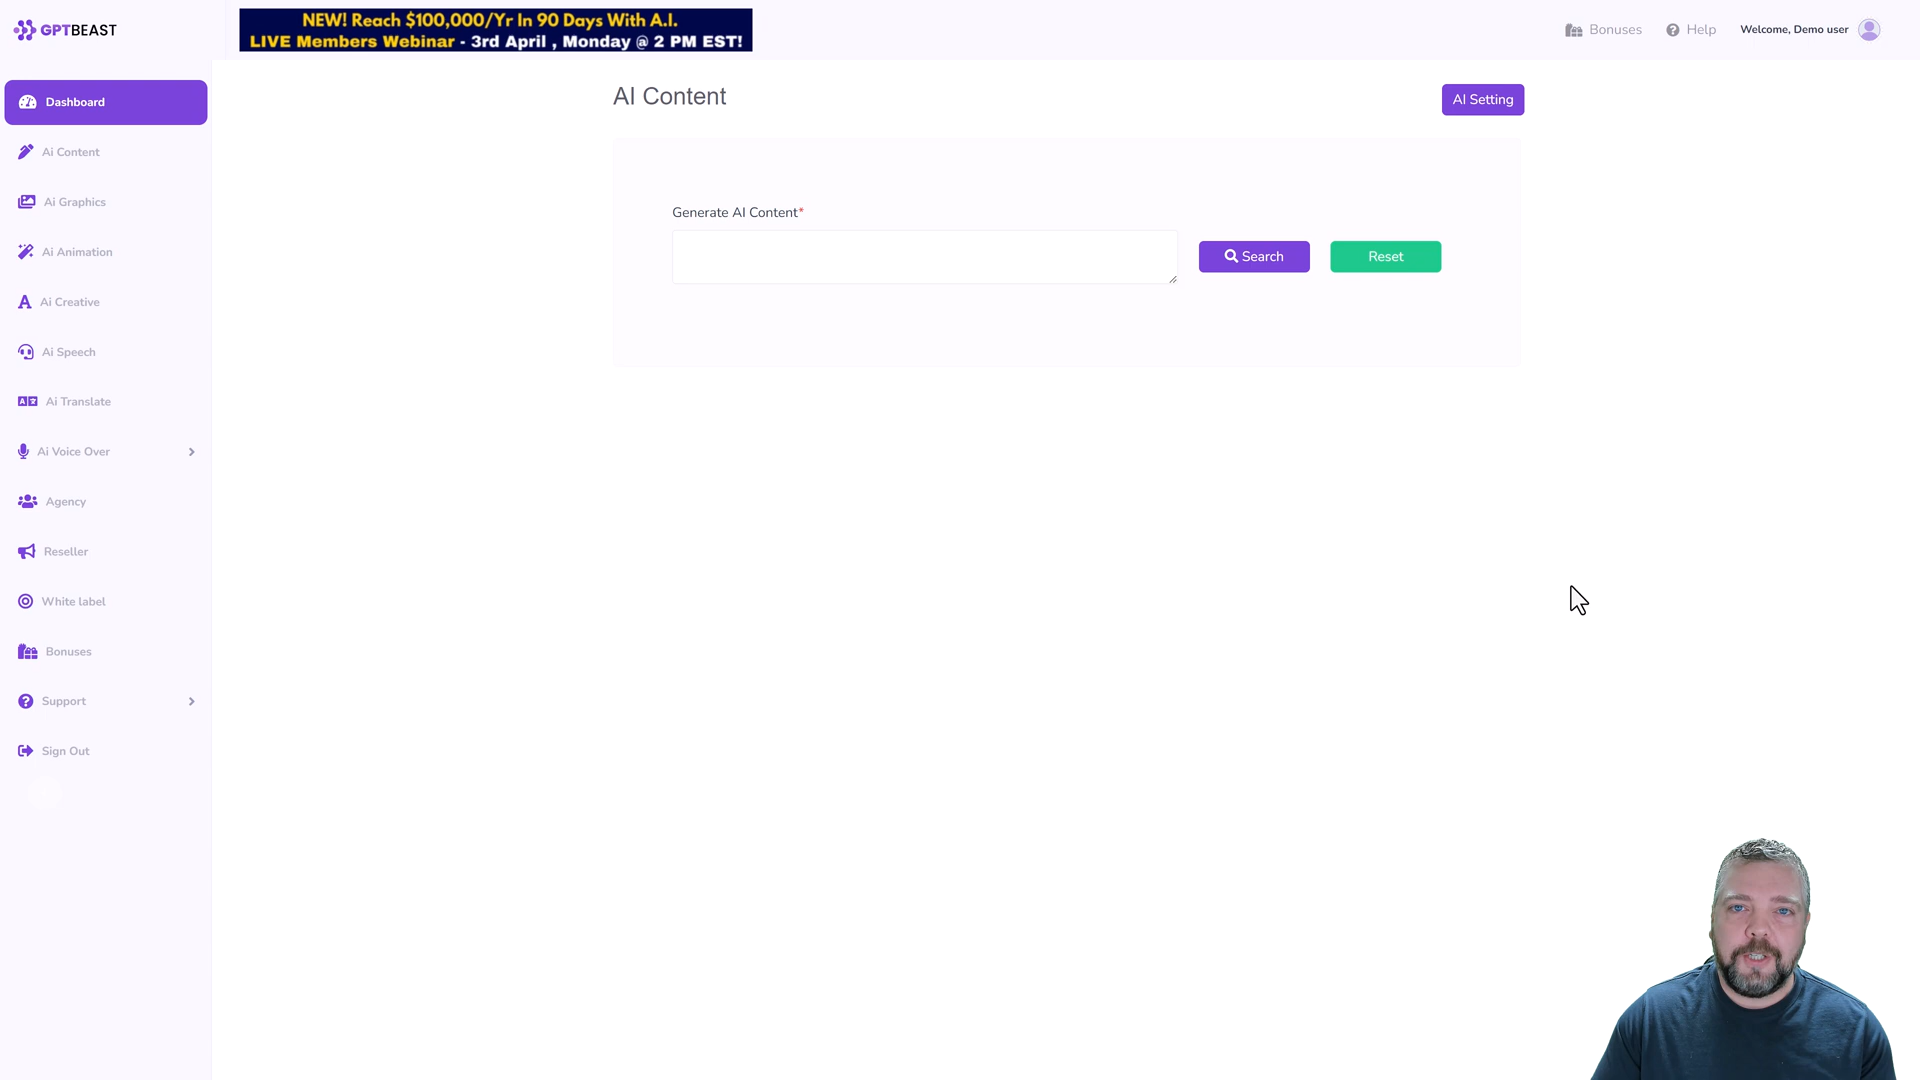 GPTBEAST
NEW! Reach $100,000/Yr In 90 Days With A.I.
LIVE Members Webinar - 3rd April , Monday @ 2 PM EST!
Bonuses
Help
Welcome, Demo user
Dashboard
Ai Content
Ai Graphics
Ai Animation
Ai Creative
Ai Speech
Ai Translate
Ai Voice Over
Agency
Reseller
White label
Bonuses
Support
Sign Out
AI Content
AI Setting
Generate AI Content*
Search
Reset